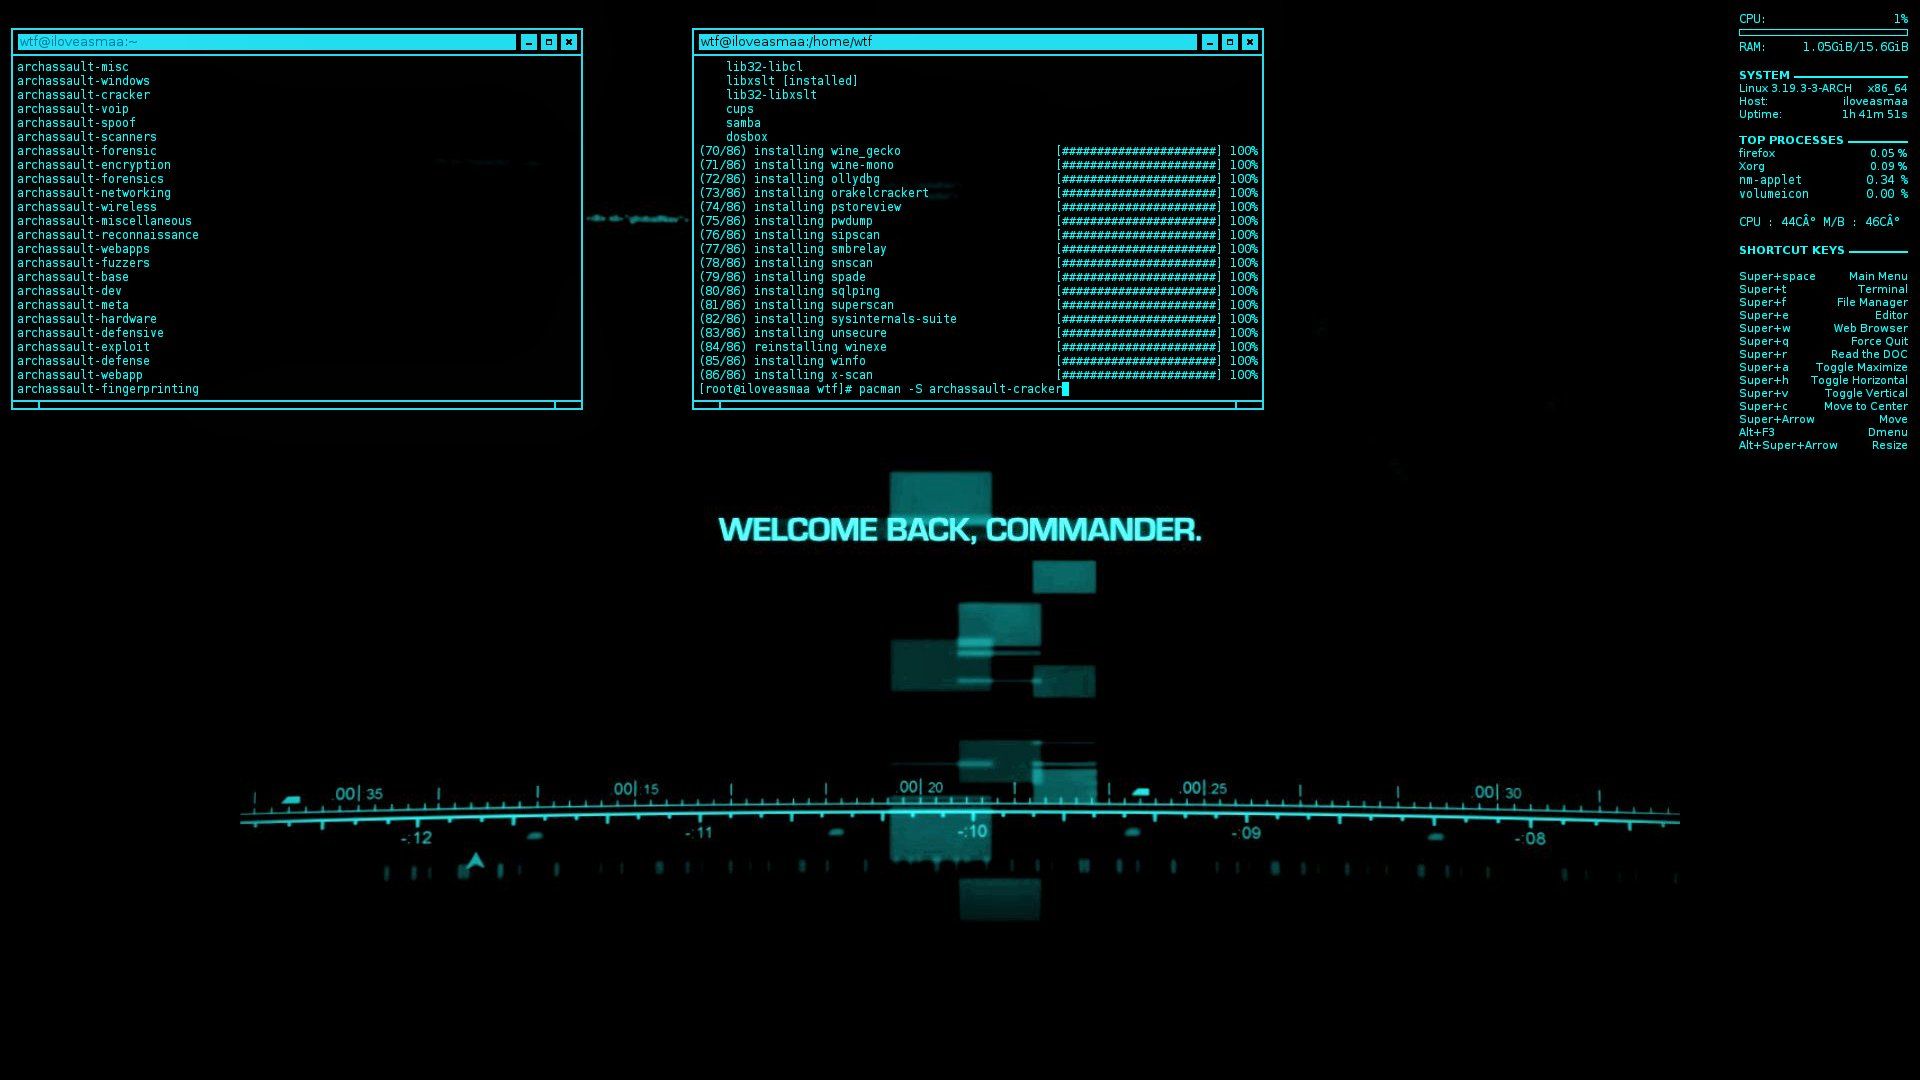 wtf@iloveasmaa:~
archassault-misc
archassault-windows
archassault-cracker
archassault-voip
archassault-spoof
archassault-scanners
archassault-forensic
archassault-encryption
archassault-forensics
archassault-networking
archassault-wireless
archassault-miscellaneous
archassault-reconnaissance
archassault-webapps
archassault-fuzzers
archassault-base
archassault-dev
archassault-meta
archassault-hardware
archassault-defensive
archassault-exploit
archassault-defense
archassault-webapp
archassault-fingerprinting
wtf@iloveasmaa:/home/wtf
lib32-libcl
libxslt [installed]
lib32-libxslt
cups
samba
dosbox
(70/86) installing wine_gecko [######################] 100%
(71/86) installing wine-mono [######################] 100%
(72/86) installing ollydbg [######################] 100%
(73/86) installing orakelcrackert [######################] 100%
(74/86) installing pstoreview [######################] 100%
(75/86) installing pwdump [######################] 100%
(76/86) installing sipscan [######################] 100%
(77/86) installing smbrelay [######################] 100%
(78/86) installing snscan [######################] 100%
(79/86) installing spade [######################] 100%
(80/86) installing sqlping [######################] 100%
(81/86) installing superscan [######################] 100%
(82/86) installing sysinternals-suite [######################] 100%
(83/86) installing unsecure [######################] 100%
(84/86) reinstalling winexe [######################] 100%
(85/86) installing winfo [######################] 100%
(86/86) installing x-scan [######################] 100%
[root@iloveasmaa wtf]# pacman -S archassault-cracker
CPU: 1%
RAM: 1.05GiB/15.6GiB
SYSTEM
Linux 3.19.3-3-ARCH x86_64
Host: iloveasmaa
Uptime: 1h 41m 51s
TOP PROCESSES
firefox 0.05 %
Xorg 0.09 %
nm-applet 0.34 %
volumeicon 0.00 %
CPU : 44CÂ° M/B : 46CÂ°
SHORTCUT KEYS
Super+space Main Menu
Super+t Terminal
Super+f File Manager
Super+e Editor
Super+w Web Browser
Super+q Force Quit
Super+r Read the DOC
Super+a Toggle Maximize
Super+h Toggle Horizontal
Super+v Toggle Vertical
Super+c Move to Center
Super+Arrow Move
Alt+F3 Dmenu
Alt+Super+Arrow Resize
WELCOME BACK, COMMANDER.
.00| 35 :00|:15 .00| 20 .00| 25 :00| 30
-:12 -:11 -:10 -:09 -:08